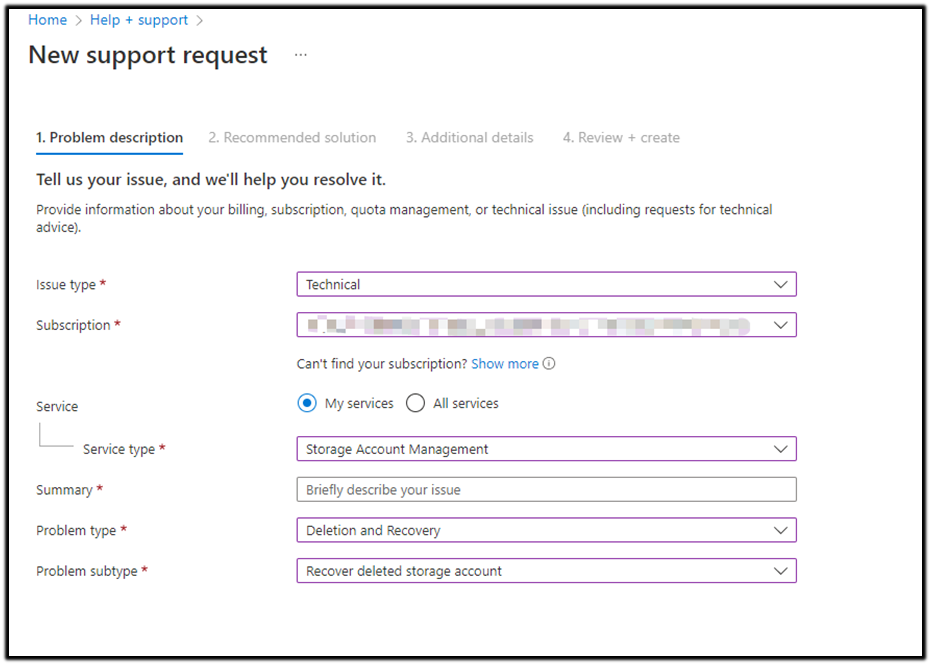 Home > Help + support >
New support request ...
1. Problem description 2. Recommended solution 3. Additional details 4. Review + create
Tell us your issue, and we'll help you resolve it.
Provide information about your billing, subscription, quota management, or technical issue (including requests for technical
advice).
Issue type * Technical
Subscription *
Can't find your subscription? Show more
Service My services All services
Service type * Storage Account Management
Summary * Briefly describe your issue
Problem type * Deletion and Recovery
Problem subtype * Recover deleted storage account